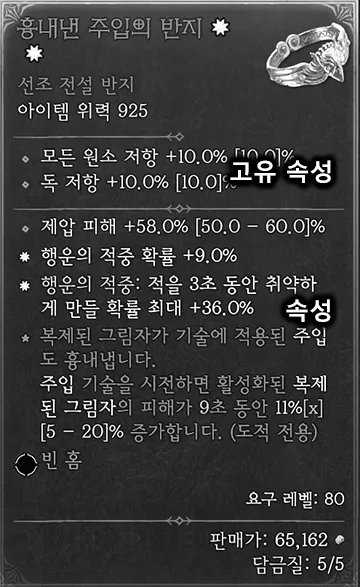 흉내낸 주입의 반지
선조 전설 반지
아이템 위력 925
모든 원소 저항 +10.0% [10.0]%
독 저항 +10.0% [10.0]%
고유 속성
제압 피해 +58.0% [50.0 – 60.0]%
행운의 적중 확률 +9.0%
행운의 적중: 적을 3초 동안 취약하
게 만들 확률 최대 +36.0%
속성
복제된 그림자가 기술에 적용된 주입
도 흉내냅니다.
주입 기술을 시전하면 활성화된 복제
된 그림자의 피해가 9초 동안 11%[x]
[5 – 20]% 증가합니다. (도적 전용)
빈 홈
요구 레벨: 80
판매가: 65,162
담금질: 5/5